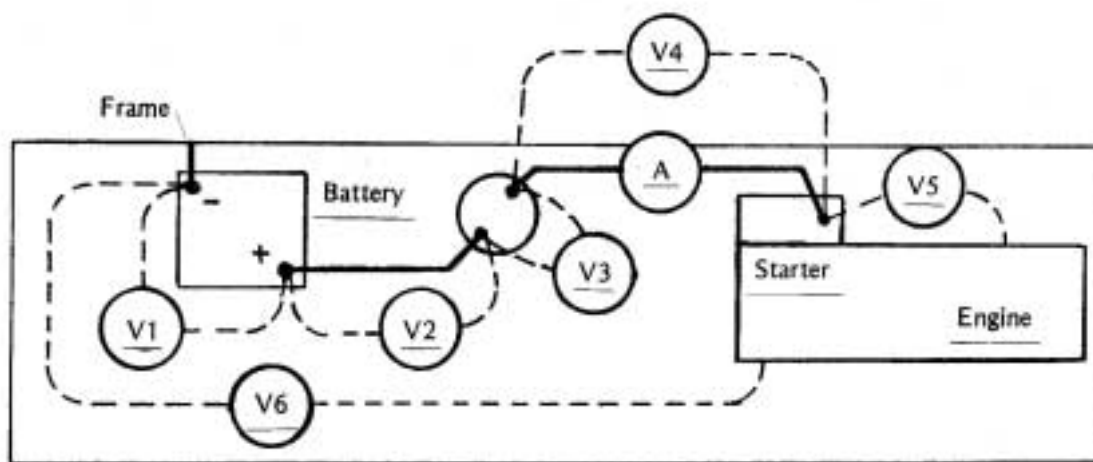 V4
Frame
A
V5
-
Battery
+
V3
Starter
V1
V2
Engine
V6